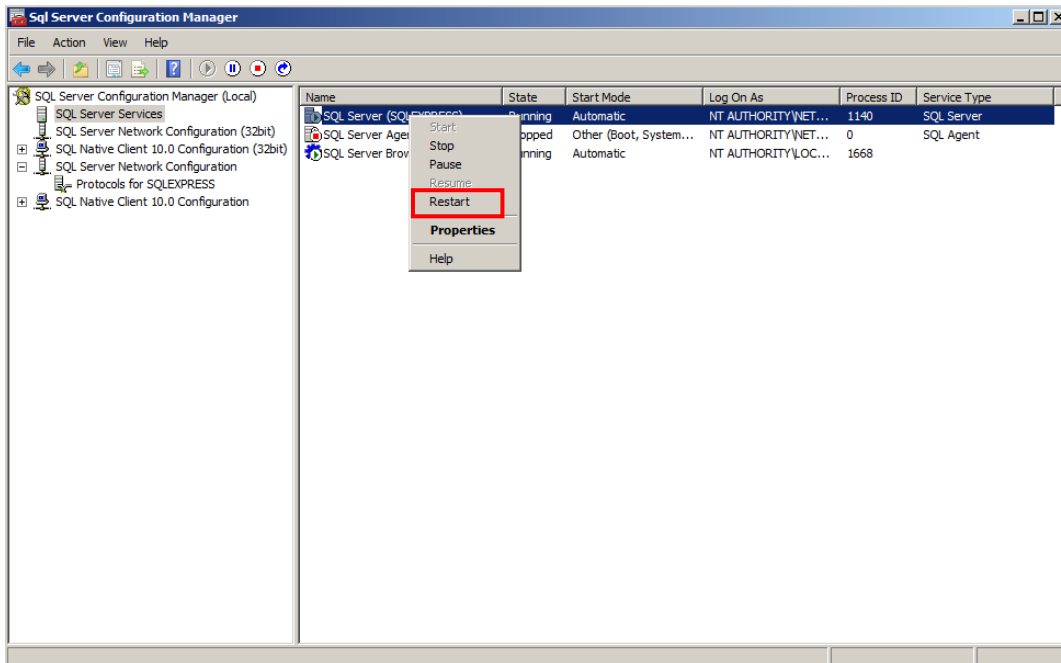 Sql Server Configuration Manager
File Action View Help
SQL Server Configuration Manager (Local)
SQL Server Services
SQL Server Network Configuration (32bit)
SQL Native Client 10.0 Configuration (32bit)
SQL Server Network Configuration
Protocols for SQLEXPRESS
SQL Native Client 10.0 Configuration
Name State Start Mode Log On As Process ID Service Type
SQL Server (SQLEXPRESS) Running Automatic NT AUTHORITY\NET... 1140 SQL Server
SQL Server Agen opped Other (Boot, System... NT AUTHORITY\NET... 0 SQL Agent
SQL Server Brow unning Automatic NT AUTHORITY\LOC... 1668
Start
Stop
Pause
Resume
Restart
Properties
Help